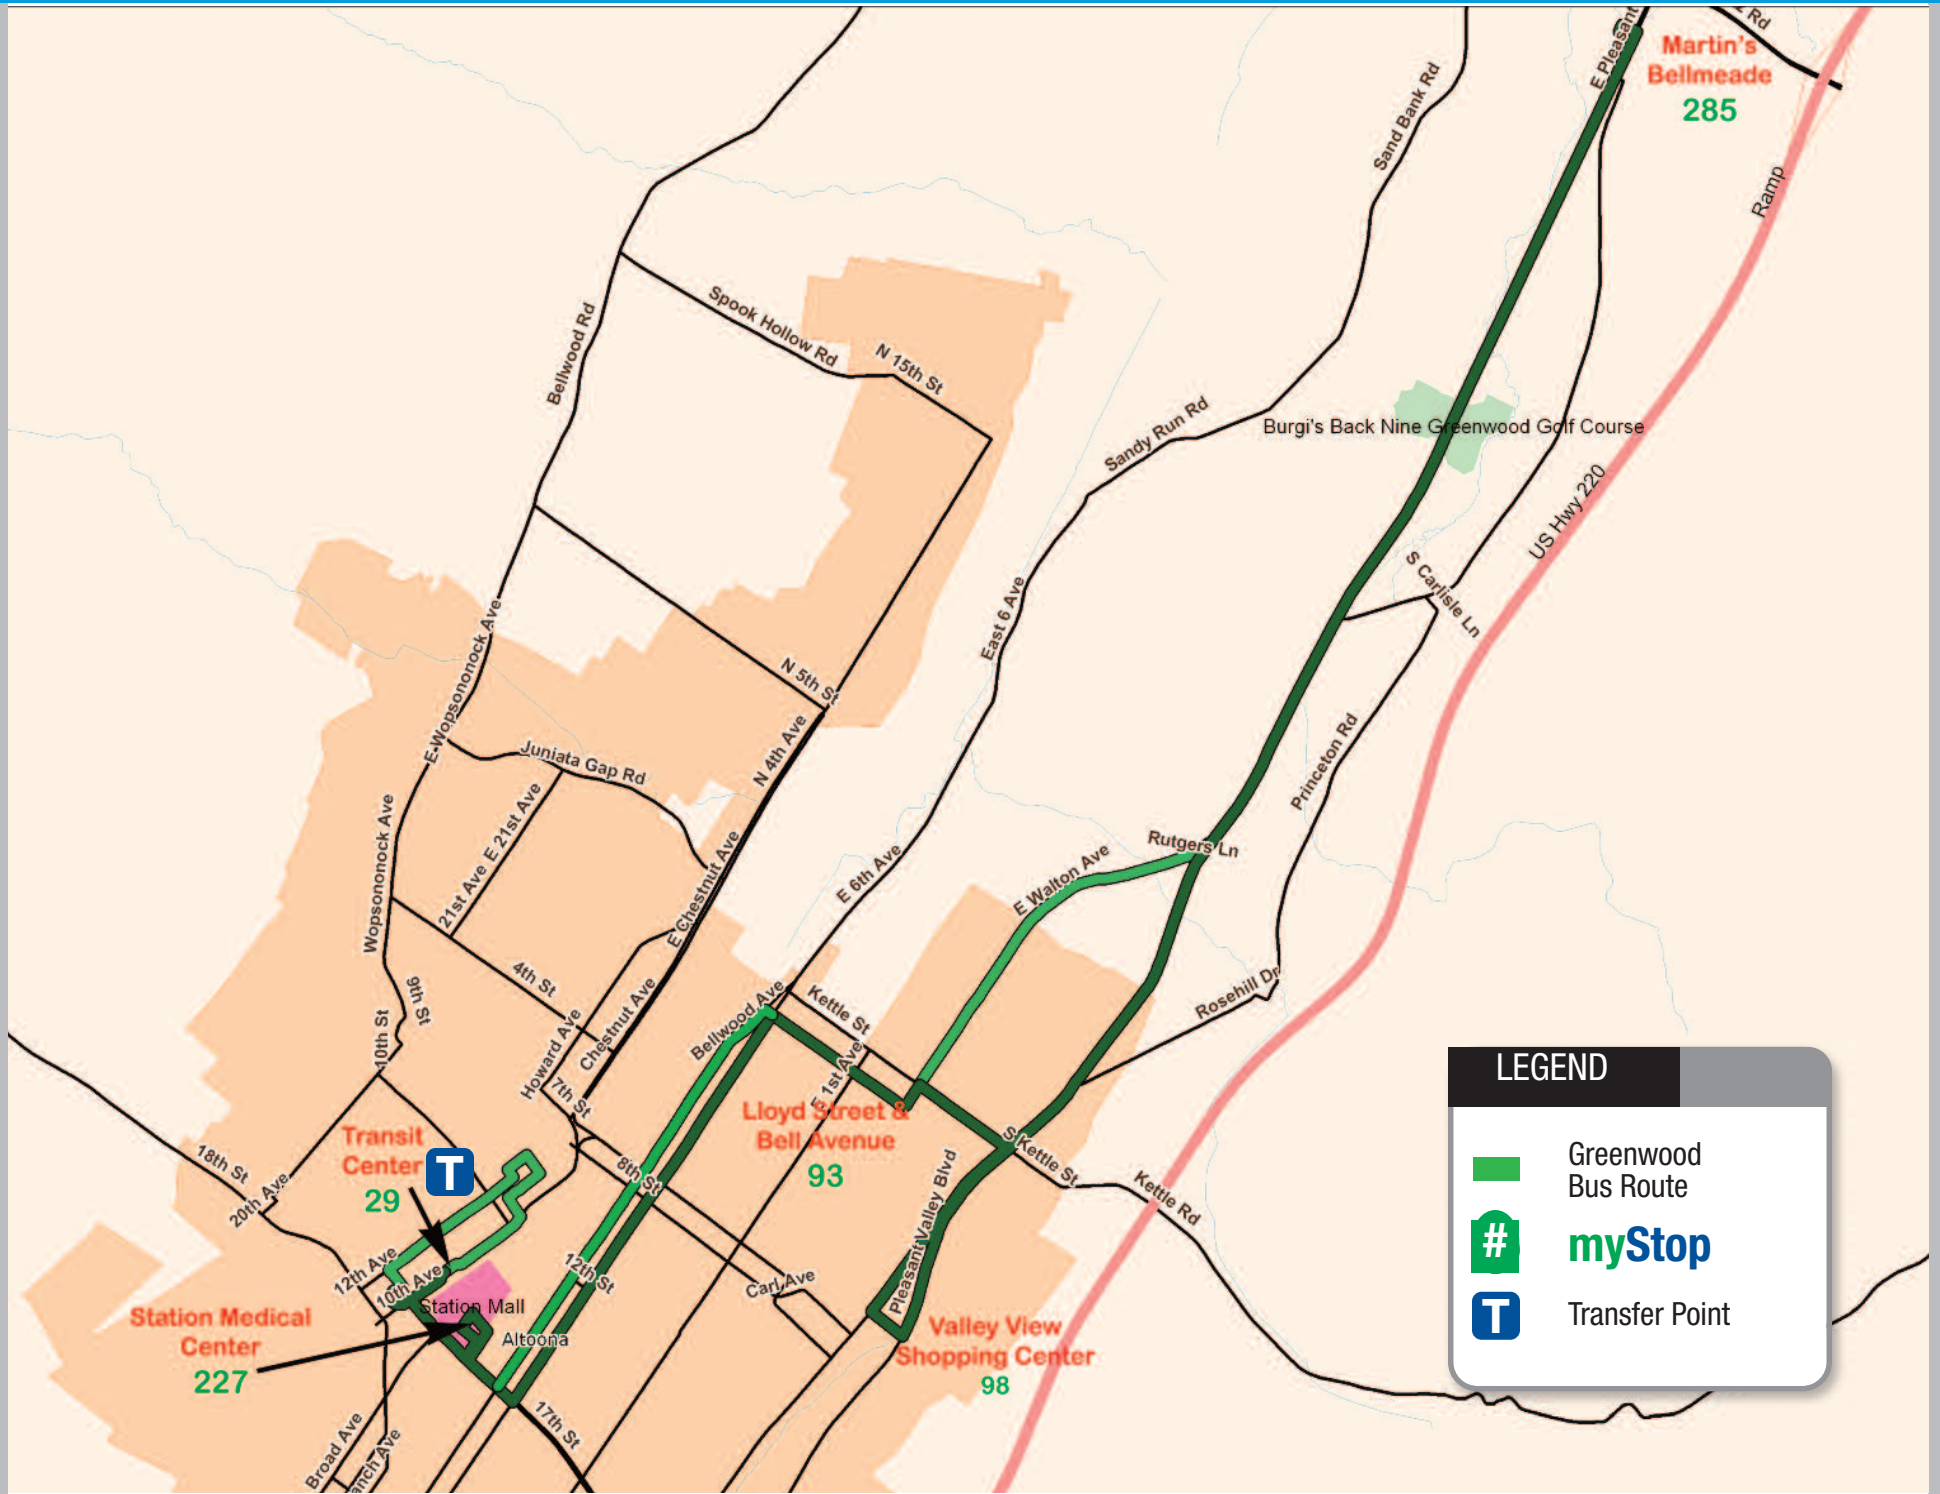 E Pleasant
Rd
Martin's
Bellmeade
285
Sand Bank Rd
Ramp
Spook Hollow Rd
N 15th St
Bellwood Rd
Sandy Run Rd
Burgi's Back Nine Greenwood Golf Course
US Hwy 220
S Carlisle Ln
East 6 Ave
E Wopsononock Ave
N 5th St
N 4th Ave
Juniata Gap Rd
Princeton Rd
E 21st Ave
21st Ave
Wopsononock Ave
E Chestnut Ave
E 6th Ave
Rutgers Ln
E Walton Ave
4th St
9th St
10th St
Chestnut Ave
Howard Ave
7th St
Bellwood Ave
Kettle St
E 1st Ave
Rosehill Dr
Lloyd Street &
Bell Avenue
93
Transit
Center
T
29
18th St
20th Ave
8th St
S Kettle St
Kettle Rd
Pleasant Valley Blvd
12th Ave
10th Ave
12th St
Carl Ave
Station Mall
Altoona
Station Medical
Center
227
Valley View
Shopping Center
98
17th St
Broad Ave
anch Ave
LEGEND
Greenwood
Bus Route
# myStop
T Transfer Point